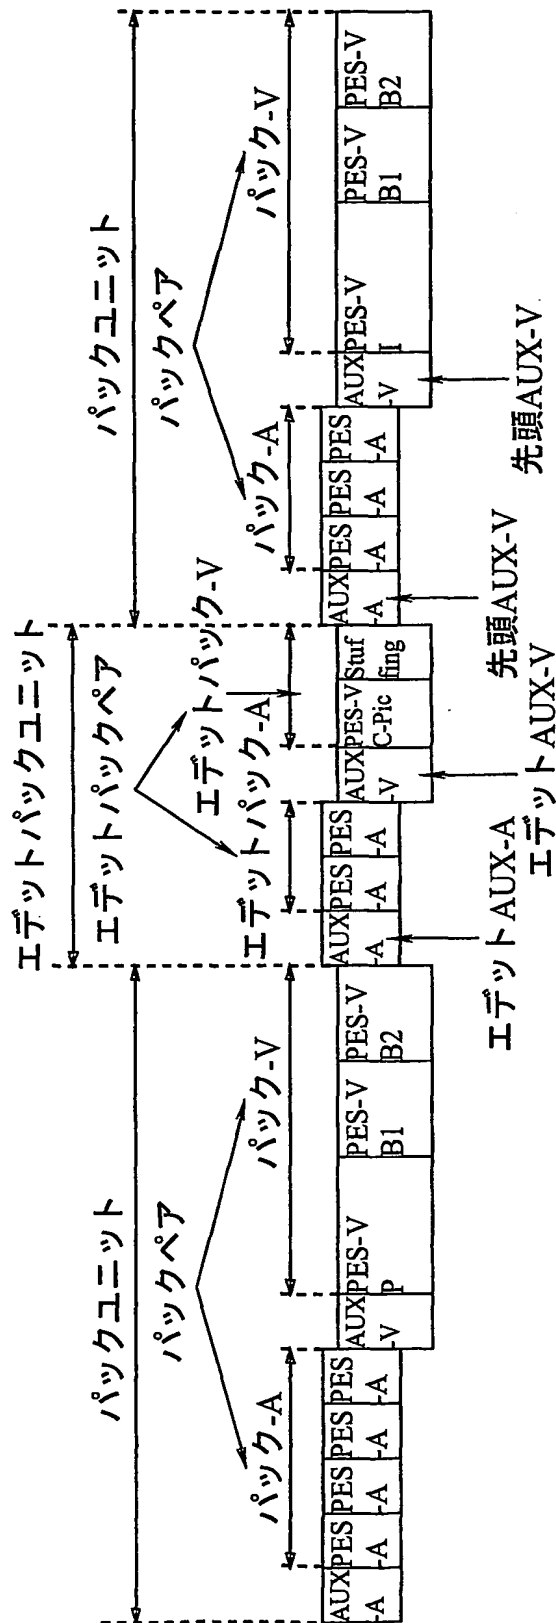 エデットパックユニット
パックユニット
パックユニット
エデットパックペア
パックペア
パックペア
エデットパック-V
パック-A
パック-V
エデットパック-A
パック-A
パック-V
AUX
-A
PES
-A
PES
-A
PES
-A
PES
-A
AUX
-V
PES-V
P
PES-V
B1
PES-V
B2
AUX
-A
PES
-A
PES
-A
AUX
-V
PES-V
C-Pic
Stuf
fing
AUX
-A
PES
-A
PES
-A
PES
-A
AUX
-V
PES-V
I
PES-V
B1
PES-V
B2
エデットAUX-A
エデットAUX-V
先頭AUX-V
先頭AUX-V